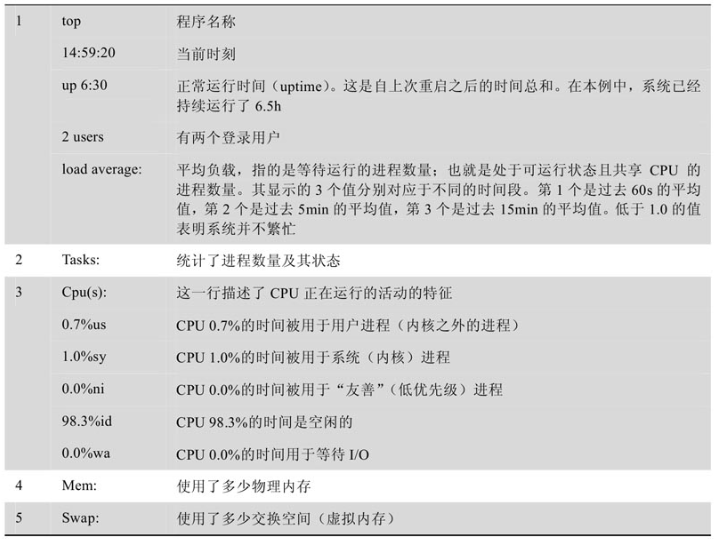 1 top 程序名称
14:59:20 当前时刻
up 6:30 正常运行时间（uptime）。这是自上次重启之后的时间总和。在本例中，系统已经
持续运行了 6.5h
2 users 有两个登录用户
load average: 平均负载，指的是等待运行的进程数量；也就是处于可运行状态且共享 CPU 的
进程数量。其显示的 3 个值分别对应于不同的时间段。第 1 个是过去 60s 的平均
值，第 2 个是过去 5min 的平均值，第 3 个是过去 15min 的平均值。低于 1.0 的值
表明系统并不繁忙
2 Tasks: 统计了进程数量及其状态
3 Cpu(s): 这一行描述了 CPU 正在运行的活动的特征
0.7%us CPU 0.7%的时间被用于用户进程（内核之外的进程）
1.0%sy CPU 1.0%的时间被用于系统（内核）进程
0.0%ni CPU 0.0%的时间被用于“友善”（低优先级）进程
98.3%id CPU 98.3%的时间是空闲的
0.0%wa CPU 0.0%的时间用于等待 I/O
4 Mem: 使用了多少物理内存
5 Swap: 使用了多少交换空间（虚拟内存）